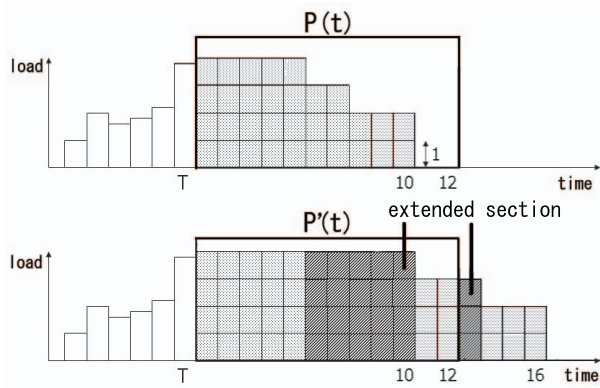 P(t)
load
1
T
10
12
time
extended section
P'(t)
load
T
10
12
16
time